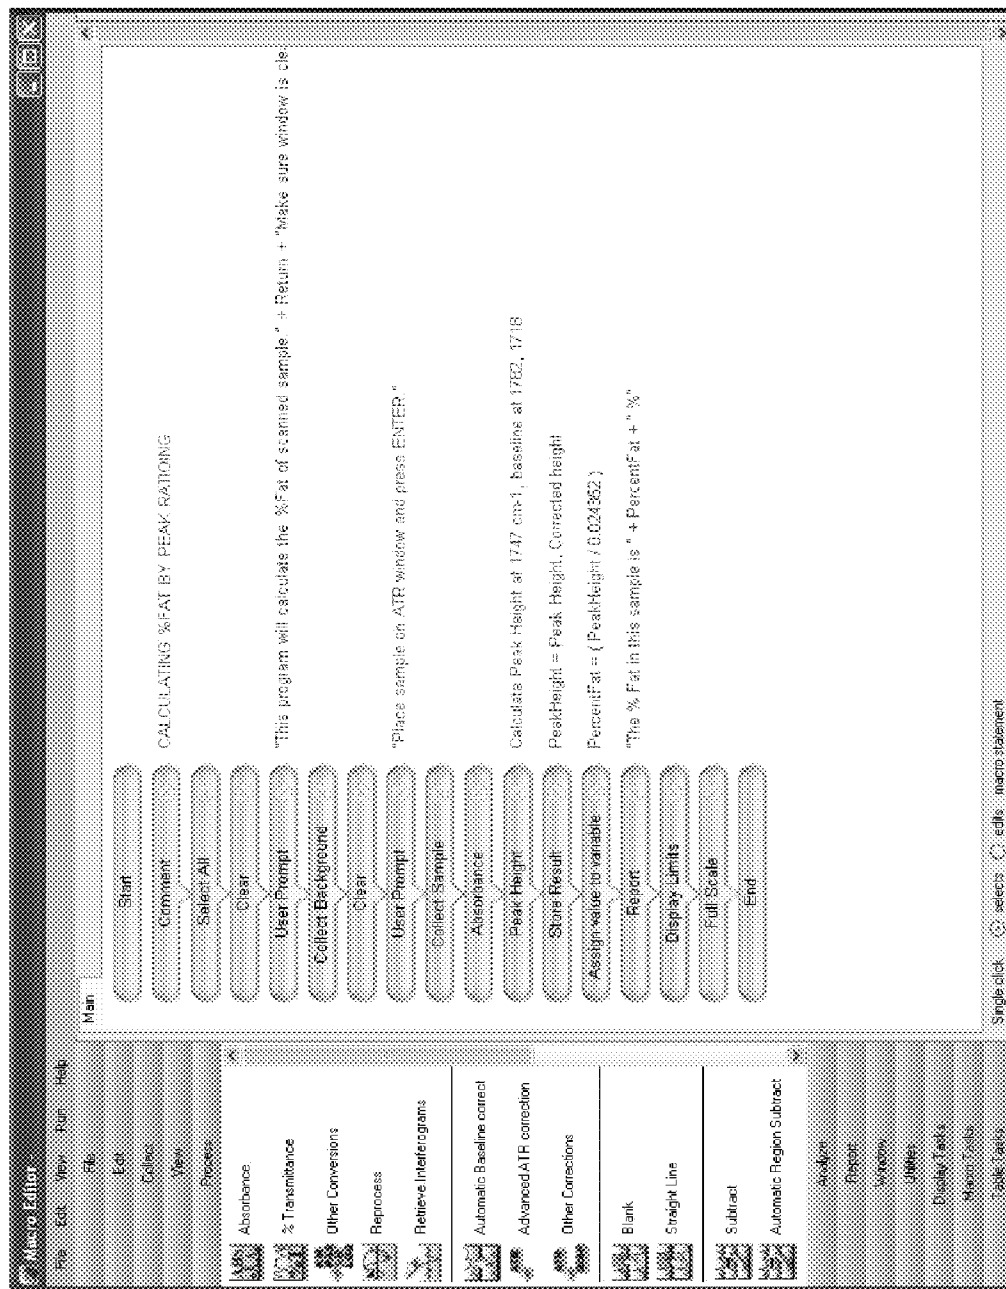 Macro Editor
File Edit View Run Help
File
Edit
Collect
View
Process
Absorbance
% Transmittance
Other Conversions
Reprocess
Retrieve Interferograms
Automatic Baseline correct
Advanced ATR correction
Other Corrections
Blank
Straight Line
Subtract
Automatic Region Subtract
Analyze
Report
Window
Utilities
Display Tasks
Macro Tasks
Table Tasks
Main
Start
Comment CALCULATING %FAT BY PEAK RATIOING
Select All
Clear
User Prompt "This program will calculate the %Fat of scanned sample." + Return + "Make sure window is cle
Collect Background
Clear
User Prompt "Place sample on ATR window and press ENTER."
Collect Sample
Absorbance
Peak Height Calculate Peak Height at 1747 cm-1, baseline at 1782, 1718
Store Result PeakHeight = Peak Height, Corrected height
Assign value to variable PercentFat = ( PeakHeight / 0.024362 )
Report "The % Fat in this sample is " + PercentFat + " %"
Display Limits
Full Scale
End
Single click selects edits macro statement